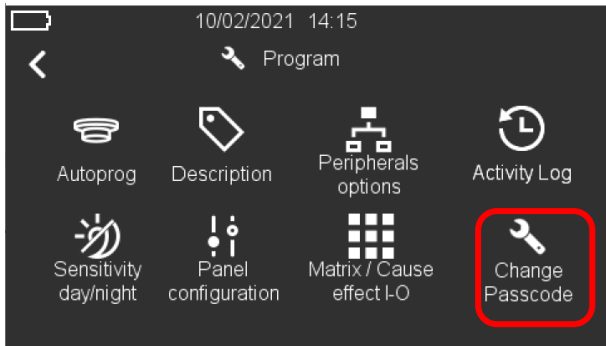 10/02/2021 14:15
Program
Autoprog
Description
Peripherals
options
Activity Log
Sensitivity
day/night
Panel
configuration
Matrix / Cause
effect I-O
Change
Passcode